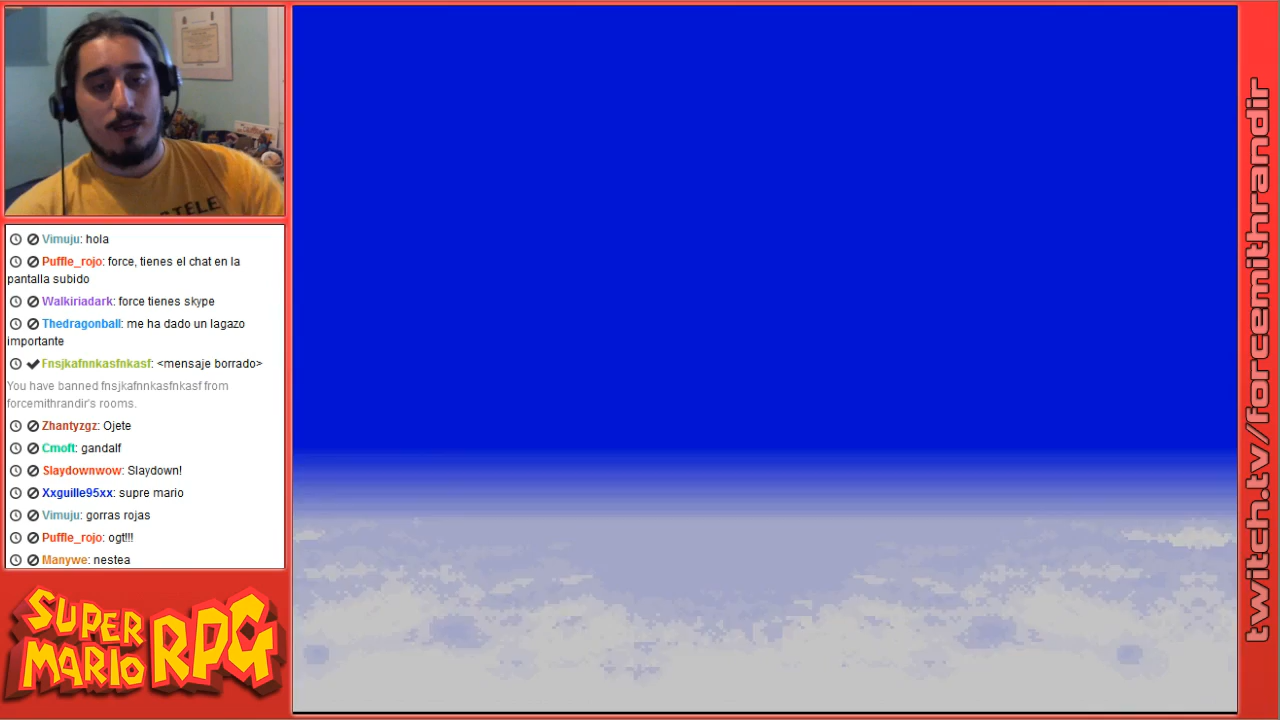 STELE
Vimuju: hola
Puffle_rojo: force, tienes el chat en la
pantalla subido
Walkiriadark: force tienes skype
Thedragonball: me ha dado un lagazo
importante
Fnsjkafnnkasfnkasf: <mensaje borrado>
You have banned fnsjkafnnkasfnkasf from
forcemithrandir's rooms.
Zhantyzgz: Ojete
Cmoft: gandalf
Slaydownwow: Slaydown!
Xxguille95xx: supre mario
Vimuju: gorras rojas
Puffle_rojo: ogt!!!
Manywe: nestea
SUPER
MARIO RPG
twitch.tv/forcemithrandir